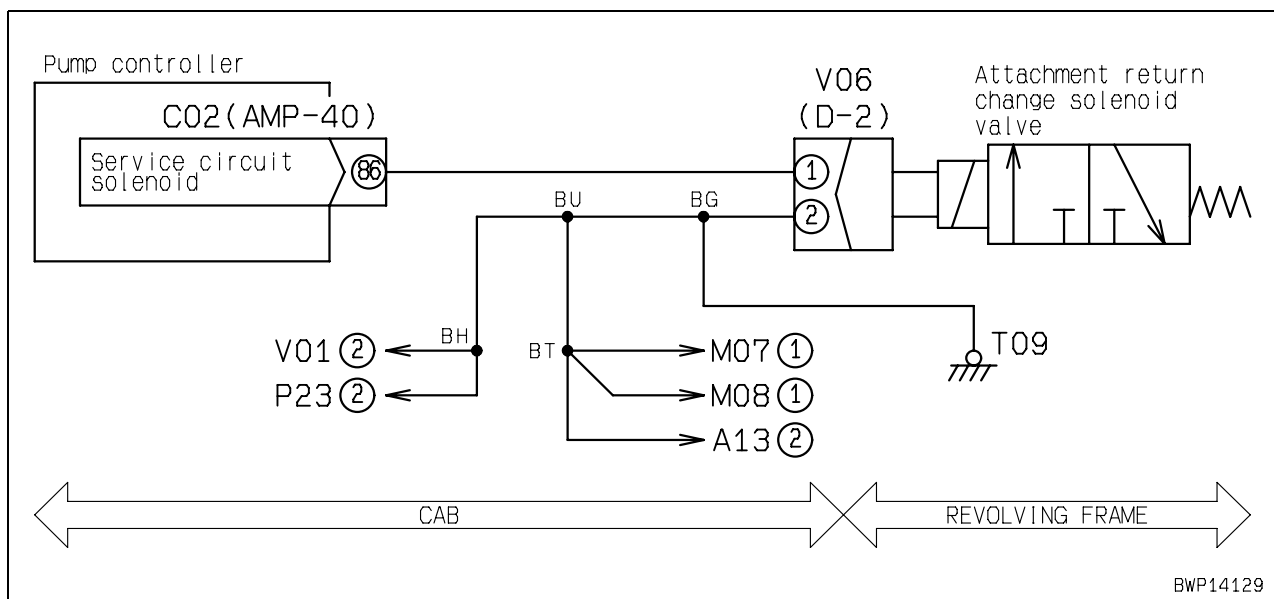 Pump controller
C02(AMP-40)
Service circuit
solenoid
86
V06
(D-2)
1
2
Attachment return
change solenoid
valve
BU
BG
BH
BT
V01 2
P23 2
M07 1
M08 1
A13 2
T09
CAB
REVOLVING FRAME
BWP14129